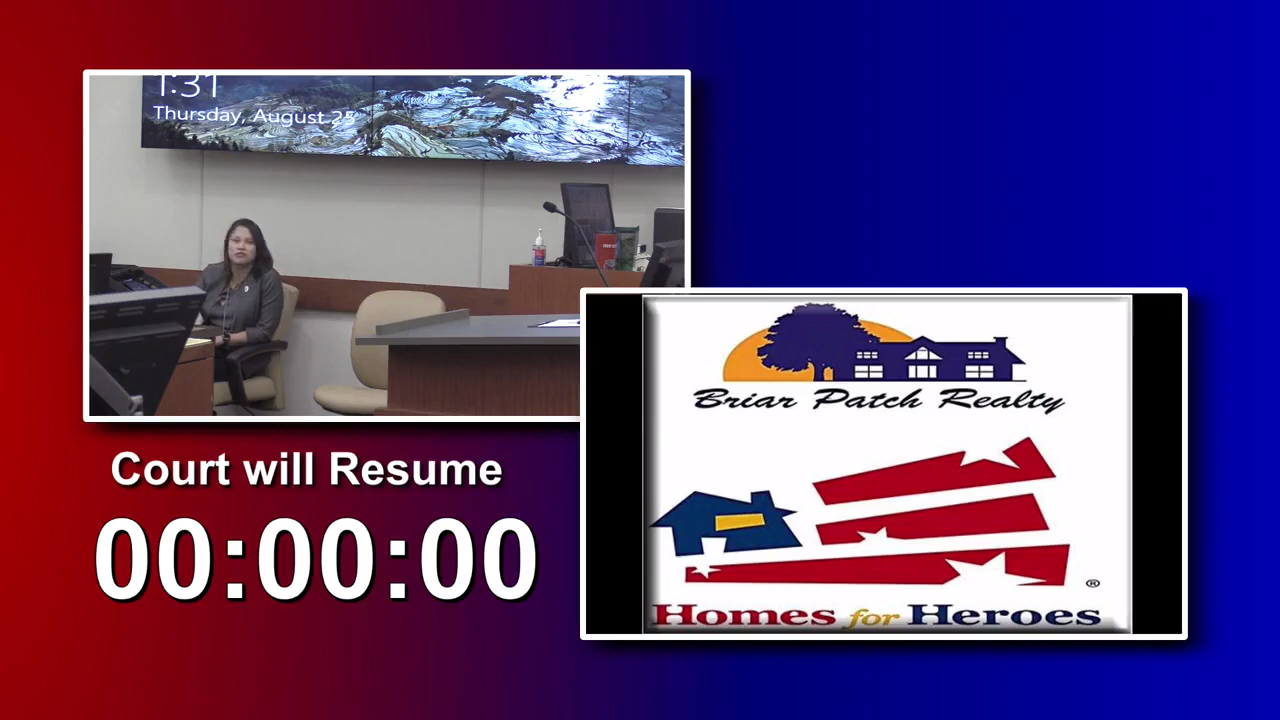 1:31
Thursday, August 25
Court will Resume
00:00:00
Briar Patch Realty
Homes for Heroes
®